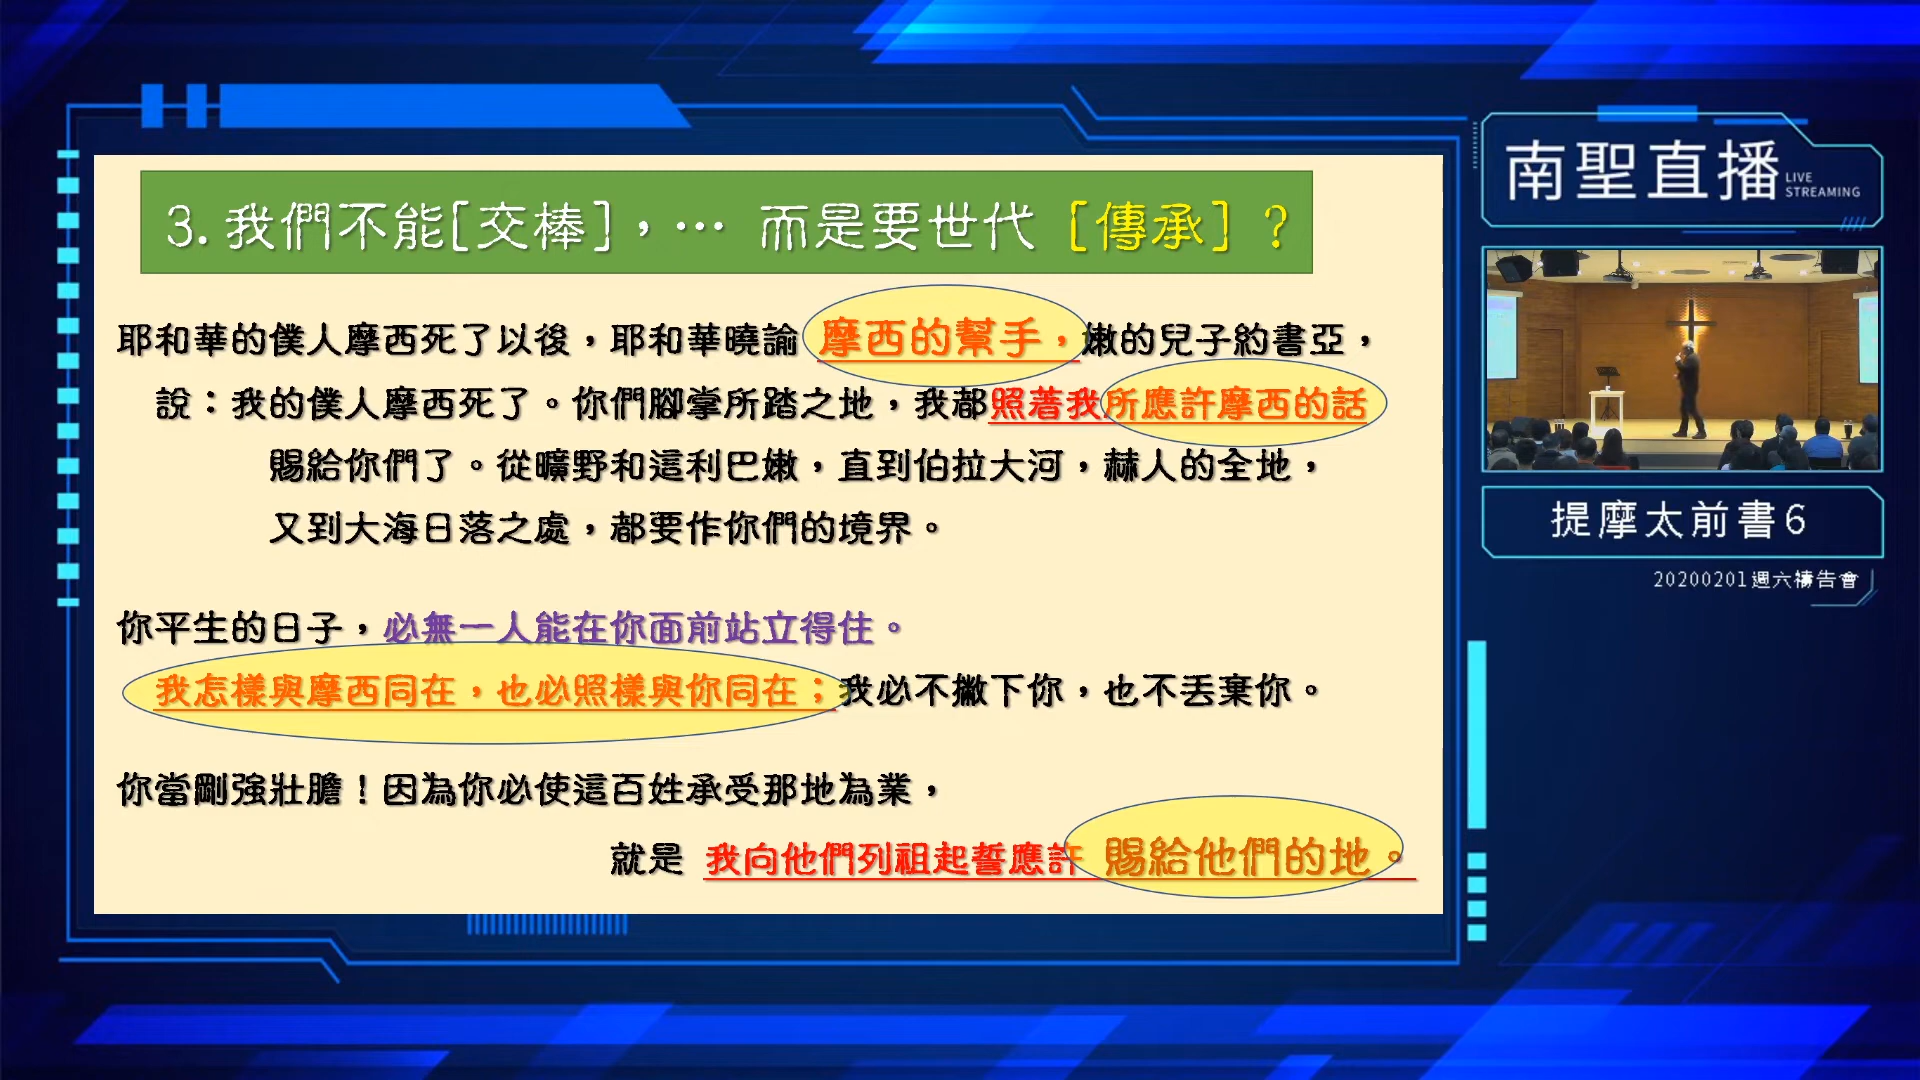 3. 我們不能[交棒]，… 而是要世代 [傳承] ？
耶和華的僕人摩西死了以後，耶和華曉諭 摩西的幫手，嫩的兒子約書亞，
說：我的僕人摩西死了。你們腳掌所踏之地，我都照著我所應許摩西的話
賜給你們了。從曠野和這利巴嫩，直到伯拉大河，赫人的全地，
又到大海日落之處，都要作你們的境界。
你平生的日子，必無一人能在你面前站立得住。
我怎樣與摩西同在，也必照樣與你同在；我必不撇下你，也不丟棄你。
你當剛強壯膽！因為你必使這百姓承受那地為業，
就是 我向他們列祖起誓應許 賜給他們的地。
南聖直播
LIVE
STREAMING
提摩太前書6
20200201週六禱告會